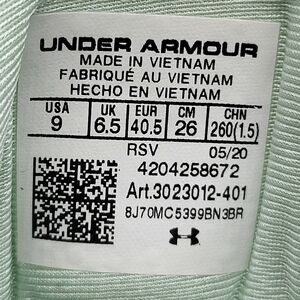 UNDER ARMOUR
MADE IN VIETNAM
FABRIQUÉ AU VIETNAM
HECHO EN VIETNAM
USA UK EUR CM CHN
9 6.5 40.5 26 260(1.5)
RSV 05/20
4204258672
Art.3023012-401
8J70MC5399BN3BR